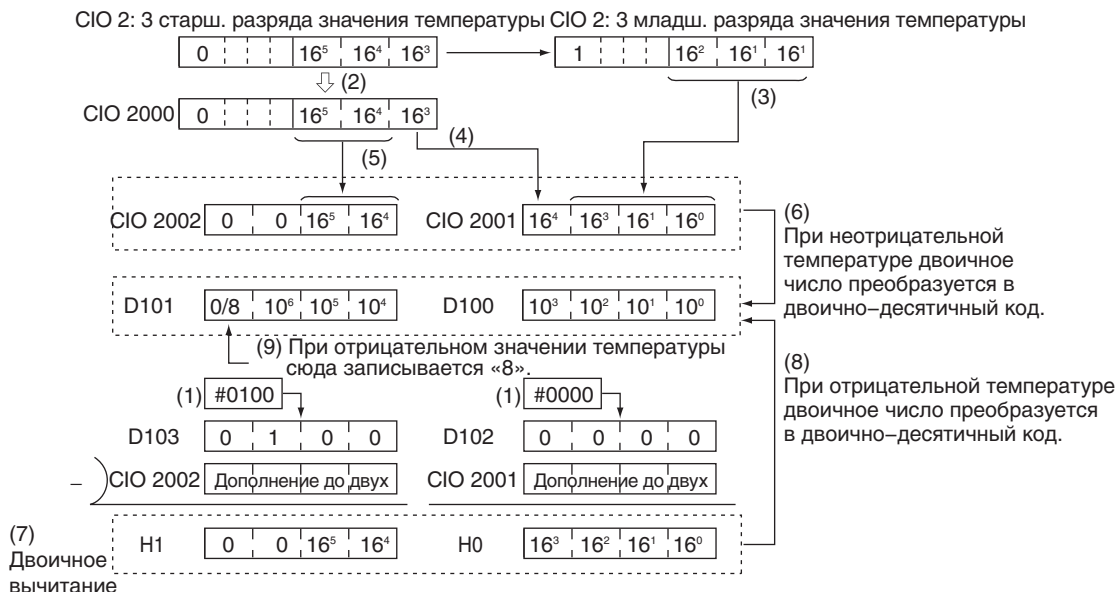 CIO 2: 3 старш. разряда значения температуры CIO 2: 3 младш. разряда значения температуры
0 16⁵ 16⁴ 16³ 1 16² 16¹ 16¹
(2) (3)
CIO 2000 0 16⁵ 16⁴ 16³
(4)
(5)
CIO 2002 0 0 16⁵ 16⁴ CIO 2001 16⁴ 16³ 16¹ 16⁰
(6)
При неотрицательной
температуре двоичное
число преобразуется в
двоично–десятичный код.
D101 0/8 10⁶ 10⁵ 10⁴ D100 10³ 10² 10¹ 10⁰
(9) При отрицательном значении температуры
сюда записывается «8».
(8)
При отрицательной температуре
двоичное число преобразуется
в двоично–десятичный код.
(1) #0100 (1) #0000
D103 0 1 0 0 D102 0 0 0 0
– CIO 2002 Дополнение до двух CIO 2001 Дополнение до двух
(7)
Двоичное
вычитание
H1 0 0 16⁵ 16⁴ H0 16³ 16² 16¹ 16⁰